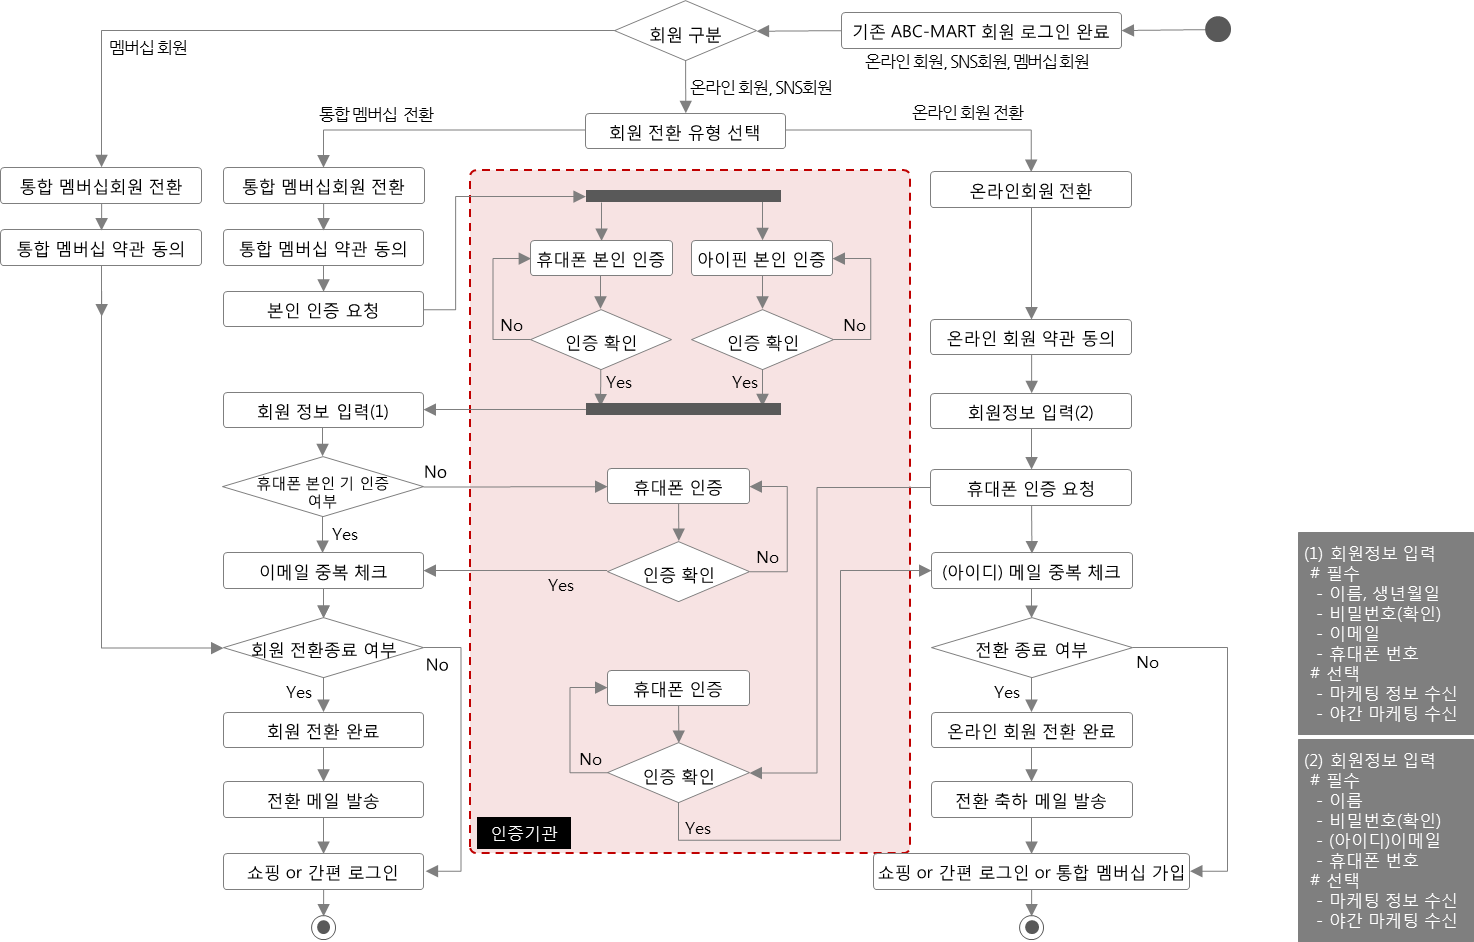 회원 구분
기존 ABC-MART 회원 로그인 완료
온라인 회원, SNS회원, 멤버십 회원
멤버십 회원
온라인 회원, SNS회원
통합 멤버십 전환
회원 전환 유형 선택
온라인 회원 전환
통합 멤버십회원 전환
통합 멤버십 약관 동의
통합 멤버십회원 전환
통합 멤버십 약관 동의
본인 인증 요청
휴대폰 본인 인증
아이핀 본인 인증
No
인증 확인
인증 확인
No
Yes
Yes
온라인회원 전환
온라인 회원 약관 동의
회원 정보 입력(1)
회원정보 입력(2)
휴대폰 본인 기 인증
여부
No
Yes
휴대폰 인증
휴대폰 인증 요청
No
인증 확인
Yes
이메일 중복 체크
(아이디) 메일 중복 체크
회원 전환종료 여부
No
Yes
전환 종료 여부
No
Yes
휴대폰 인증
No
인증 확인
Yes
인증기관
회원 전환 완료
온라인 회원 전환 완료
전환 메일 발송
전환 축하 메일 발송
쇼핑 or 간편 로그인
쇼핑 or 간편 로그인 or 통합 멤버십 가입
(1) 회원정보 입력
# 필수
- 이름, 생년월일
- 비밀번호(확인)
- 이메일
- 휴대폰 번호
# 선택
- 마케팅 정보 수신
- 야간 마케팅 수신
(2) 회원정보 입력
# 필수
- 이름
- 비밀번호(확인)
- (아이디)이메일
- 휴대폰 번호
# 선택
- 마케팅 정보 수신
- 야간 마케팅 수신